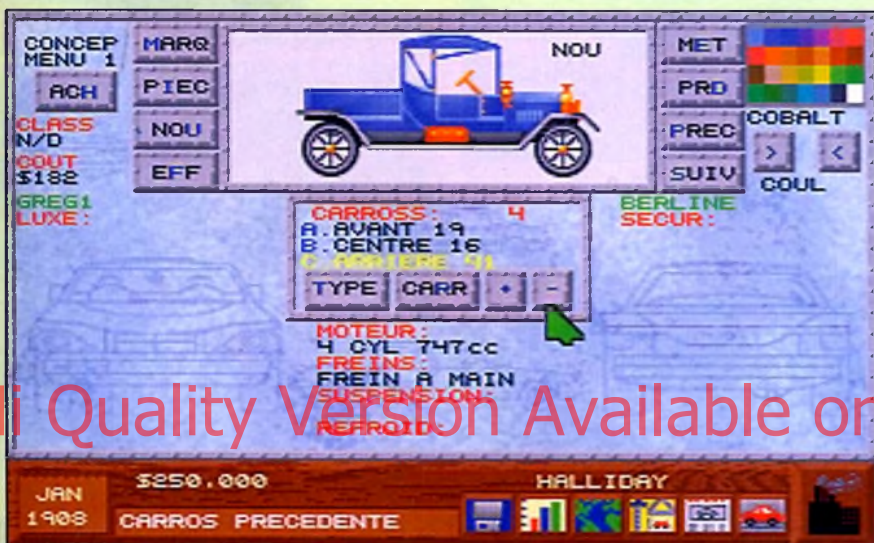 CONCEP
MENU 1
ACH
CLASS
N/D
COUT
$182
GREG1
LUXE:
MARQ
PIEC
NOU
EFF
NOU
MET
PRD
PREC
SUIV
COBALT
> <
COUL
BERLINE
SECUR:
CARROSS: 4
A.AVANT 19
B.CENTRE 16
C.ARRIERE 41
TYPE CARR + -
MOTEUR:
4 CYL 747cc
FREINS:
FREIN A MAIN
SUSPENSION:
REFROID:
Quality Version Available on
JAN
1908
$250.000
CARROS PRECEDENTE
HALLIDAY